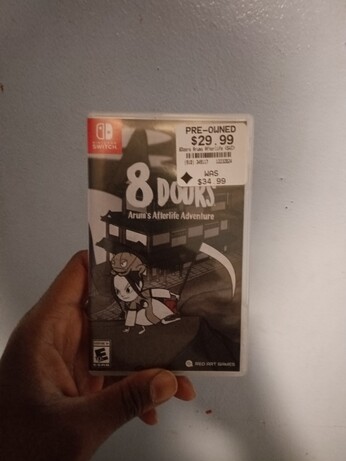 PRE-OWNED
$29.99
WAS
$34.99
SWITCH
8 DOORS
Arum's Afterlife Adventure
E
RED ART GAMES